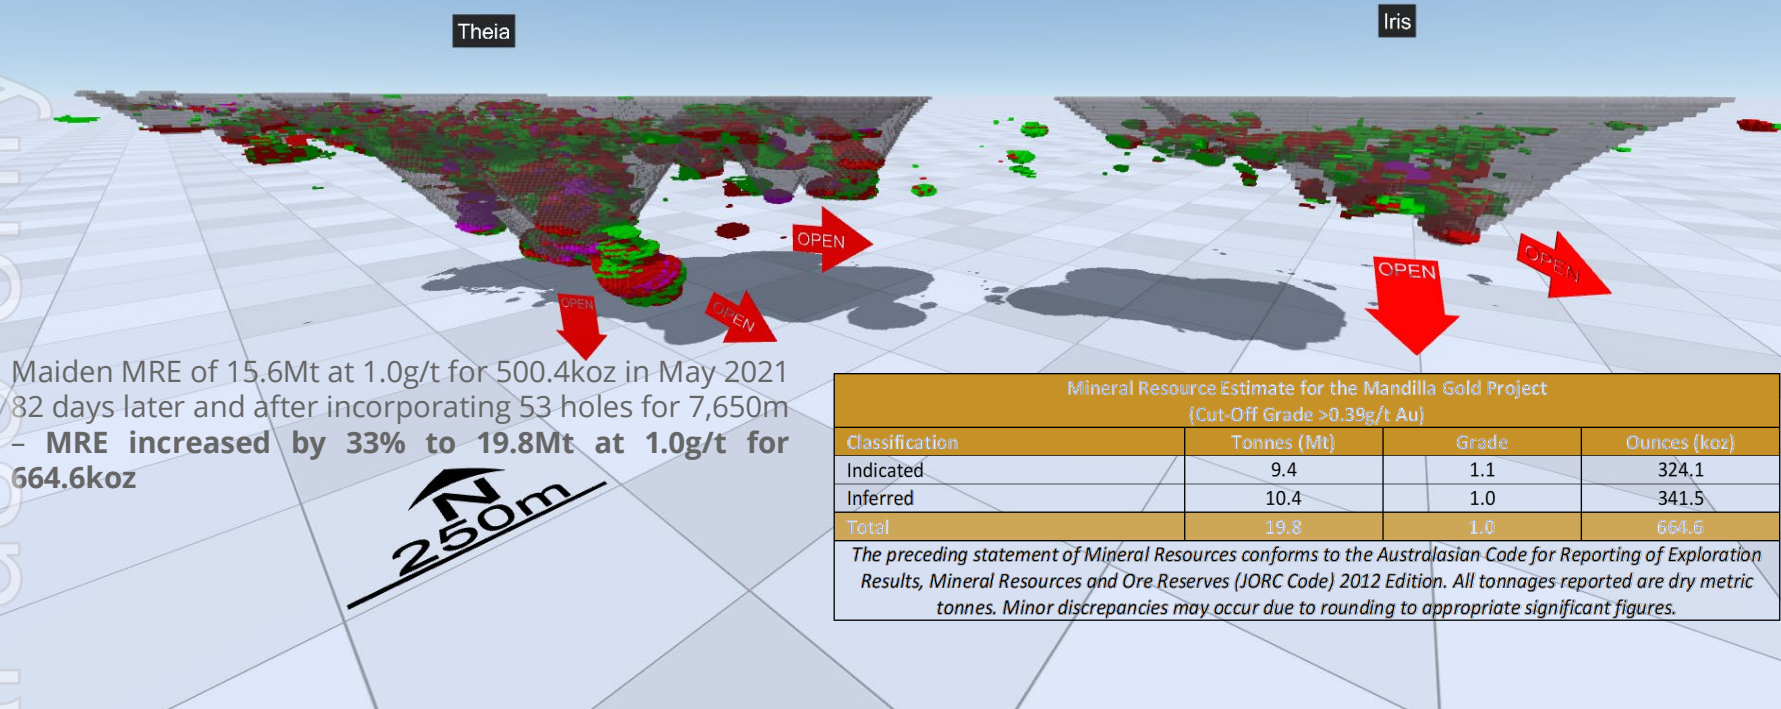 Theia
Iris
OPEN
OPEN
OPEN
OPEN
OPEN
Maiden MRE of 15.6Mt at 1.0g/t for 500.4koz in May 2021
82 days later and after incorporating 53 holes for 7,650m
– MRE increased by 33% to 19.8Mt at 1.0g/t for
664.6koz
N
250m
Mineral Resource Estimate for the Mandilla Gold Project
(Cut-Off Grade >0.39g/t Au)
Classification Tonnes (Mt) Grade Ounces (koz)
Indicated 9.4 1.1 324.1
Inferred 10.4 1.0 341.5
Total 19.8 1.0 664.6
The preceding statement of Mineral Resources conforms to the Australasian Code for Reporting of Exploration
Results, Mineral Resources and Ore Reserves (JORC Code) 2012 Edition. All tonnages reported are dry metric
tonnes. Minor discrepancies may occur due to rounding to appropriate significant figures.